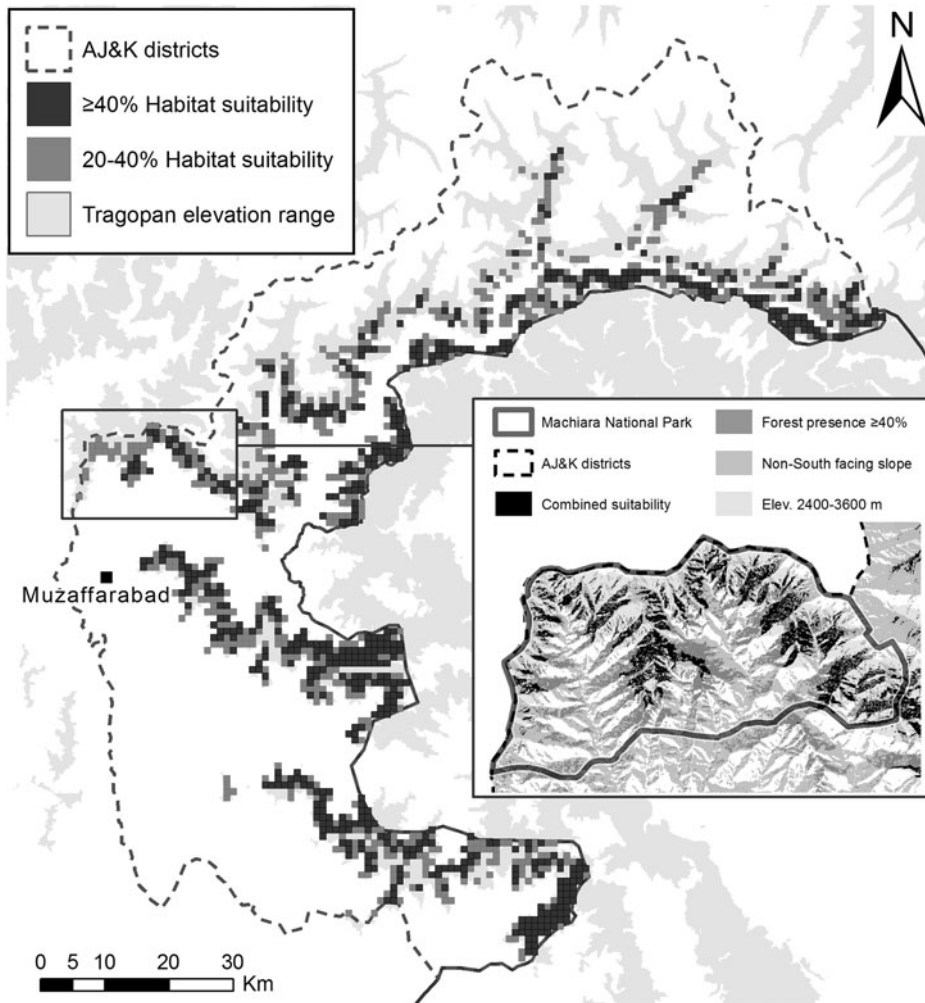 AJ&K districts
≥40% Habitat suitability
20-40% Habitat suitability
Tragopan elevation range
N
Machiara National Park
AJ&K districts
Combined suitability
Forest presence ≥40%
Non-South facing slope
Elev. 2400-3600 m
Muzaffarabad
0 5 10 20 30
Km